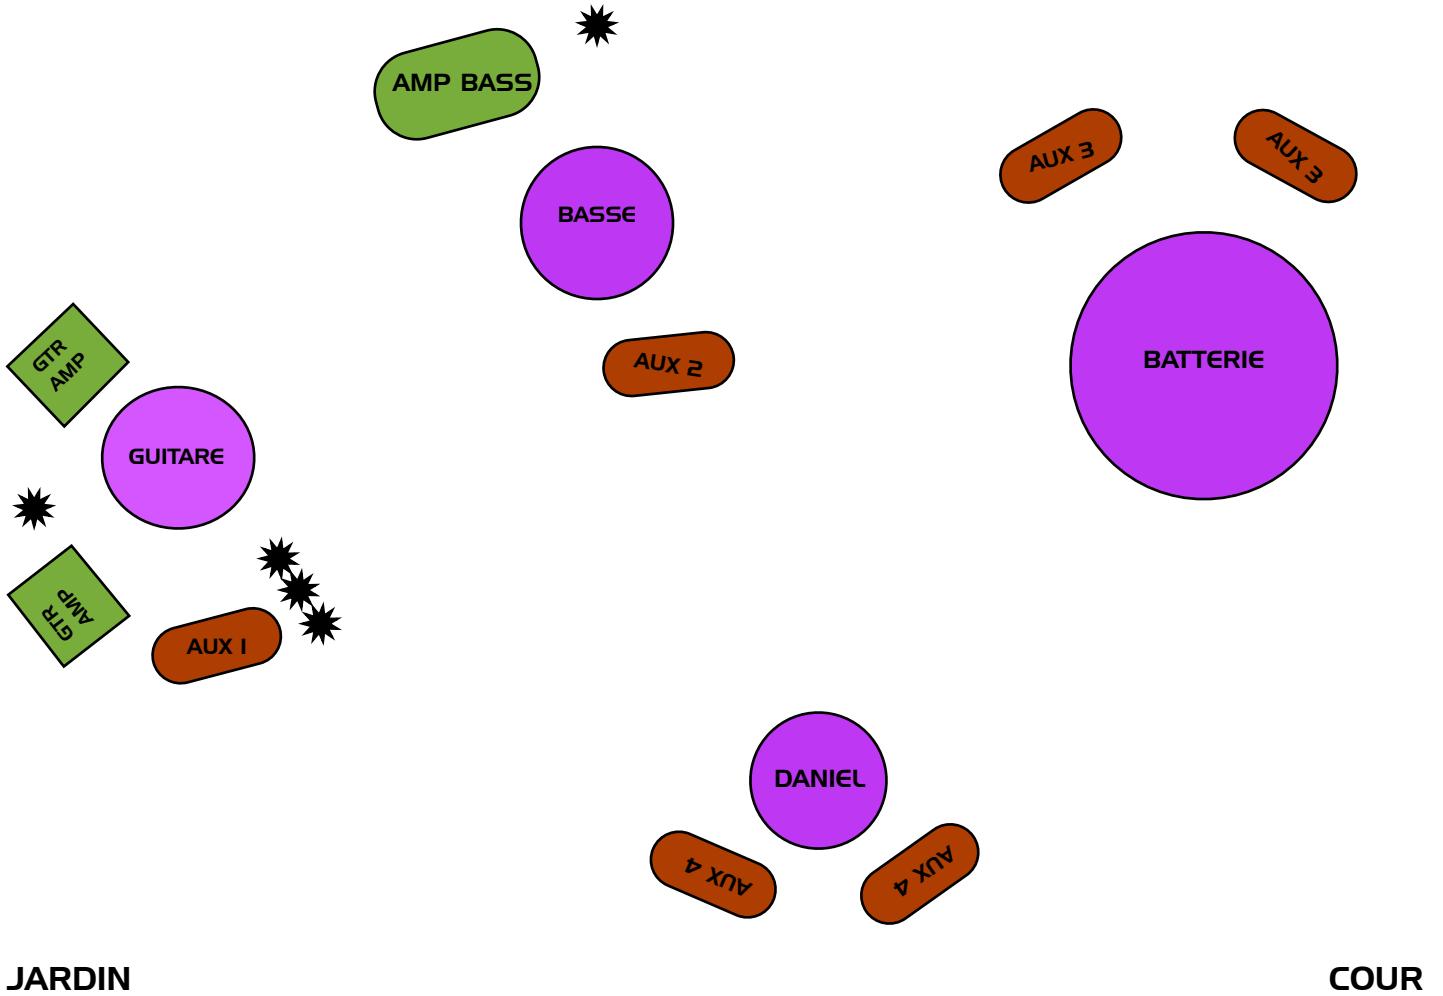 AMP BASS
AUX 3
AUX 3
BASSE
GTR
AMP
AUX 2
BATTERIE
GUITARE
GTR
AMP
AUX 1
DANIEL
AUX 4
AUX 4
JARDIN
COUR